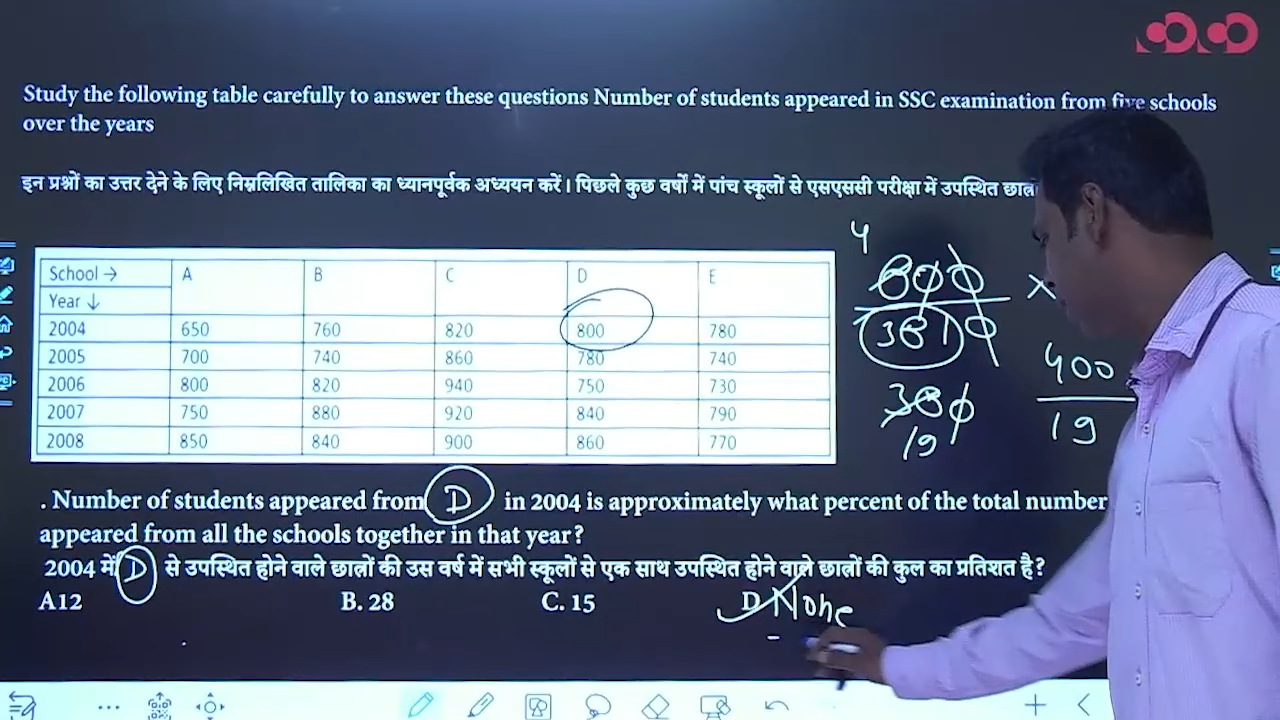 Study the following table carefully to answer these questions Number of students appeared in SSC examination from five schools
over the years
इन प्रश्नों का उत्तर देने के लिए निम्नलिखित तालिका का ध्यानपूर्वक अध्ययन करें। पिछले कुछ वर्षों में पांच स्कूलों से एसएससी परीक्षा में उपस्थित
School → A B C D E
Year ↓
2004 650 760 820 800 780
2005 700 740 860 780 740
2006 800 820 940 750 730
2007 750 880 920 840 790
2008 850 840 900 860 770
4
800 ×
3810
380
19
400
19
. Number of students appeared from D in 2004 is approximately what percent of the total number
appeared from all the schools together in that year?
2004 में D से उपस्थित होने वाले छात्रों की उस वर्ष में सभी स्कूलों से एक साथ उपस्थित होने वाले छात्रों की कुल का प्रतिशत है?
A12 B. 28 C. 15 D None